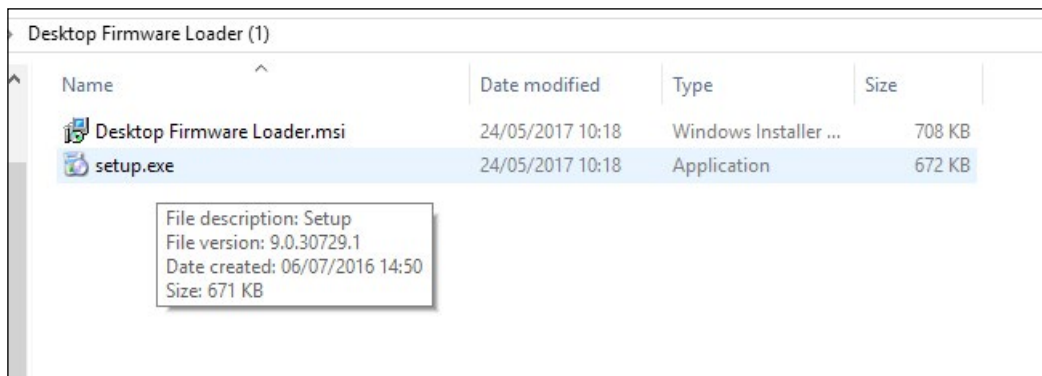 Desktop Firmware Loader (1)
Name Date modified Type Size
Desktop Firmware Loader.msi 24/05/2017 10:18 Windows Installer ... 708 KB
setup.exe 24/05/2017 10:18 Application 672 KB
File description: Setup
File version: 9.0.30729.1
Date created: 06/07/2016 14:50
Size: 671 KB